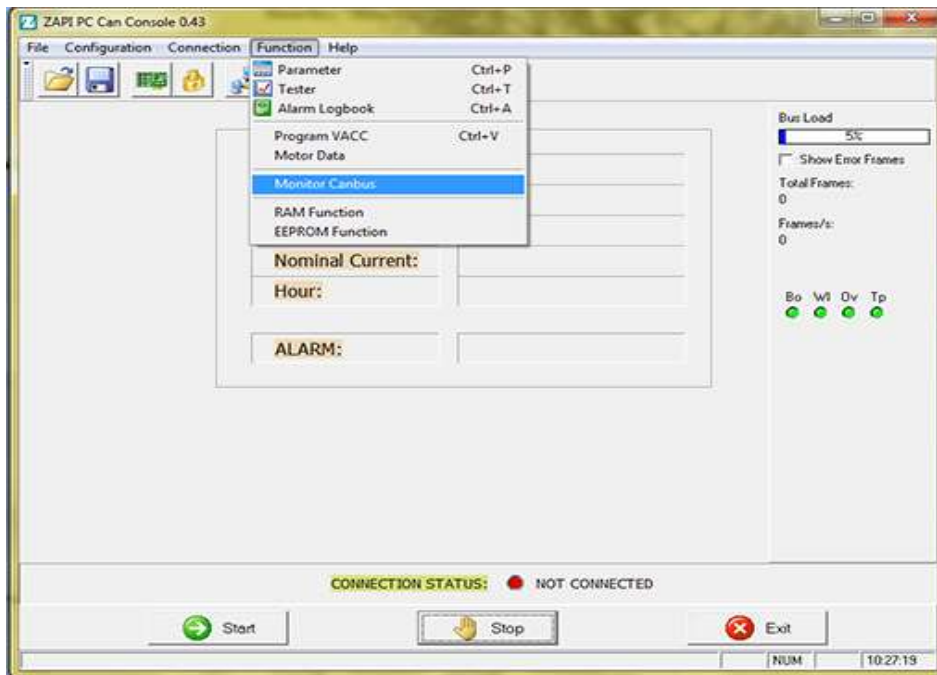 ZAPI PC Can Console 0.43
File Configuration Connection Function Help
Parameter Ctrl+P
Tester Ctrl+T
Alarm Logbook Ctrl+A
Program VACC Ctrl+V
Motor Data
Monitor Canbus
RAM Function
EEPROM Function
Nominal Current:
Hour:
ALARM:
Bus Load
5%
Show Error Frames
Total Frames:
0
Frames/s:
0
Bo Wl Ov Tp
CONNECTION STATUS: NOT CONNECTED
Start Stop Exit
NUM 10:27:19